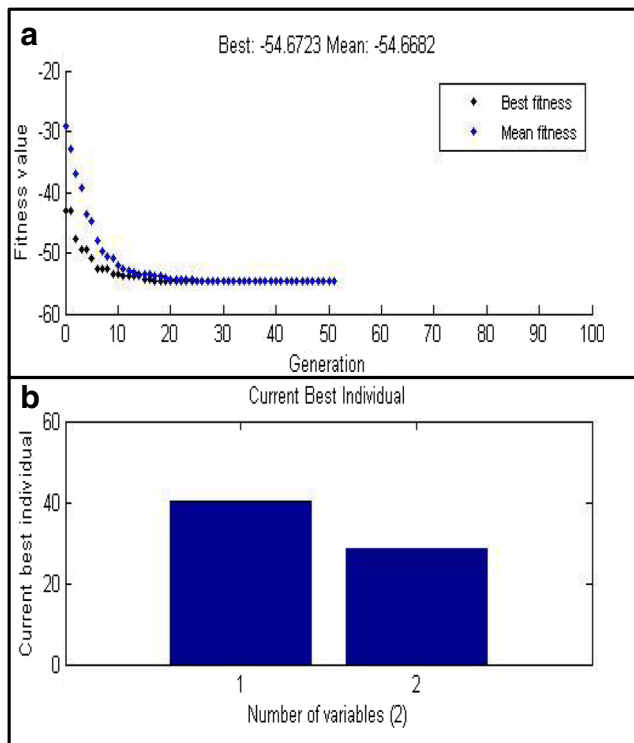 a
Best: -54.6723 Mean: -54.6682
Fitness value
-20
-30
-40
-50
-60
Best fitness
Mean fitness
0 10 20 30 40 50 60 70 80 90 100
Generation
b
Current Best Individual
Current best individual
60
40
20
0
1 2
Number of variables (2)